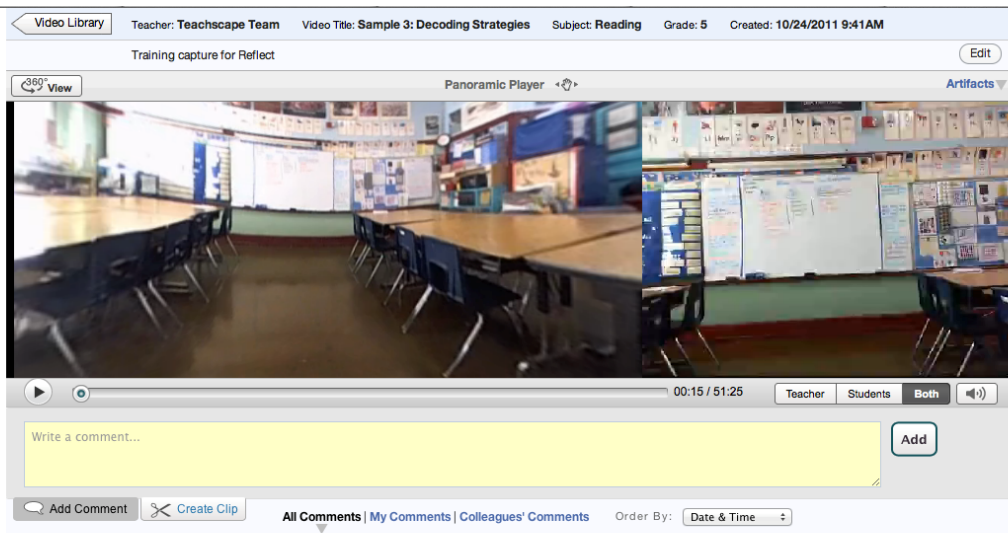 Video Library Teacher: Teachscape Team Video Title: Sample 3: Decoding Strategies Subject: Reading Grade: 5 Created: 10/24/2011 9:41AM
Training capture for Reflect Edit
360° View Panoramic Player Artifacts
00:15 / 51:25 Teacher Students Both
Write a comment...
Add
Add Comment Create Clip
All Comments | My Comments | Colleagues' Comments Order By: Date & Time